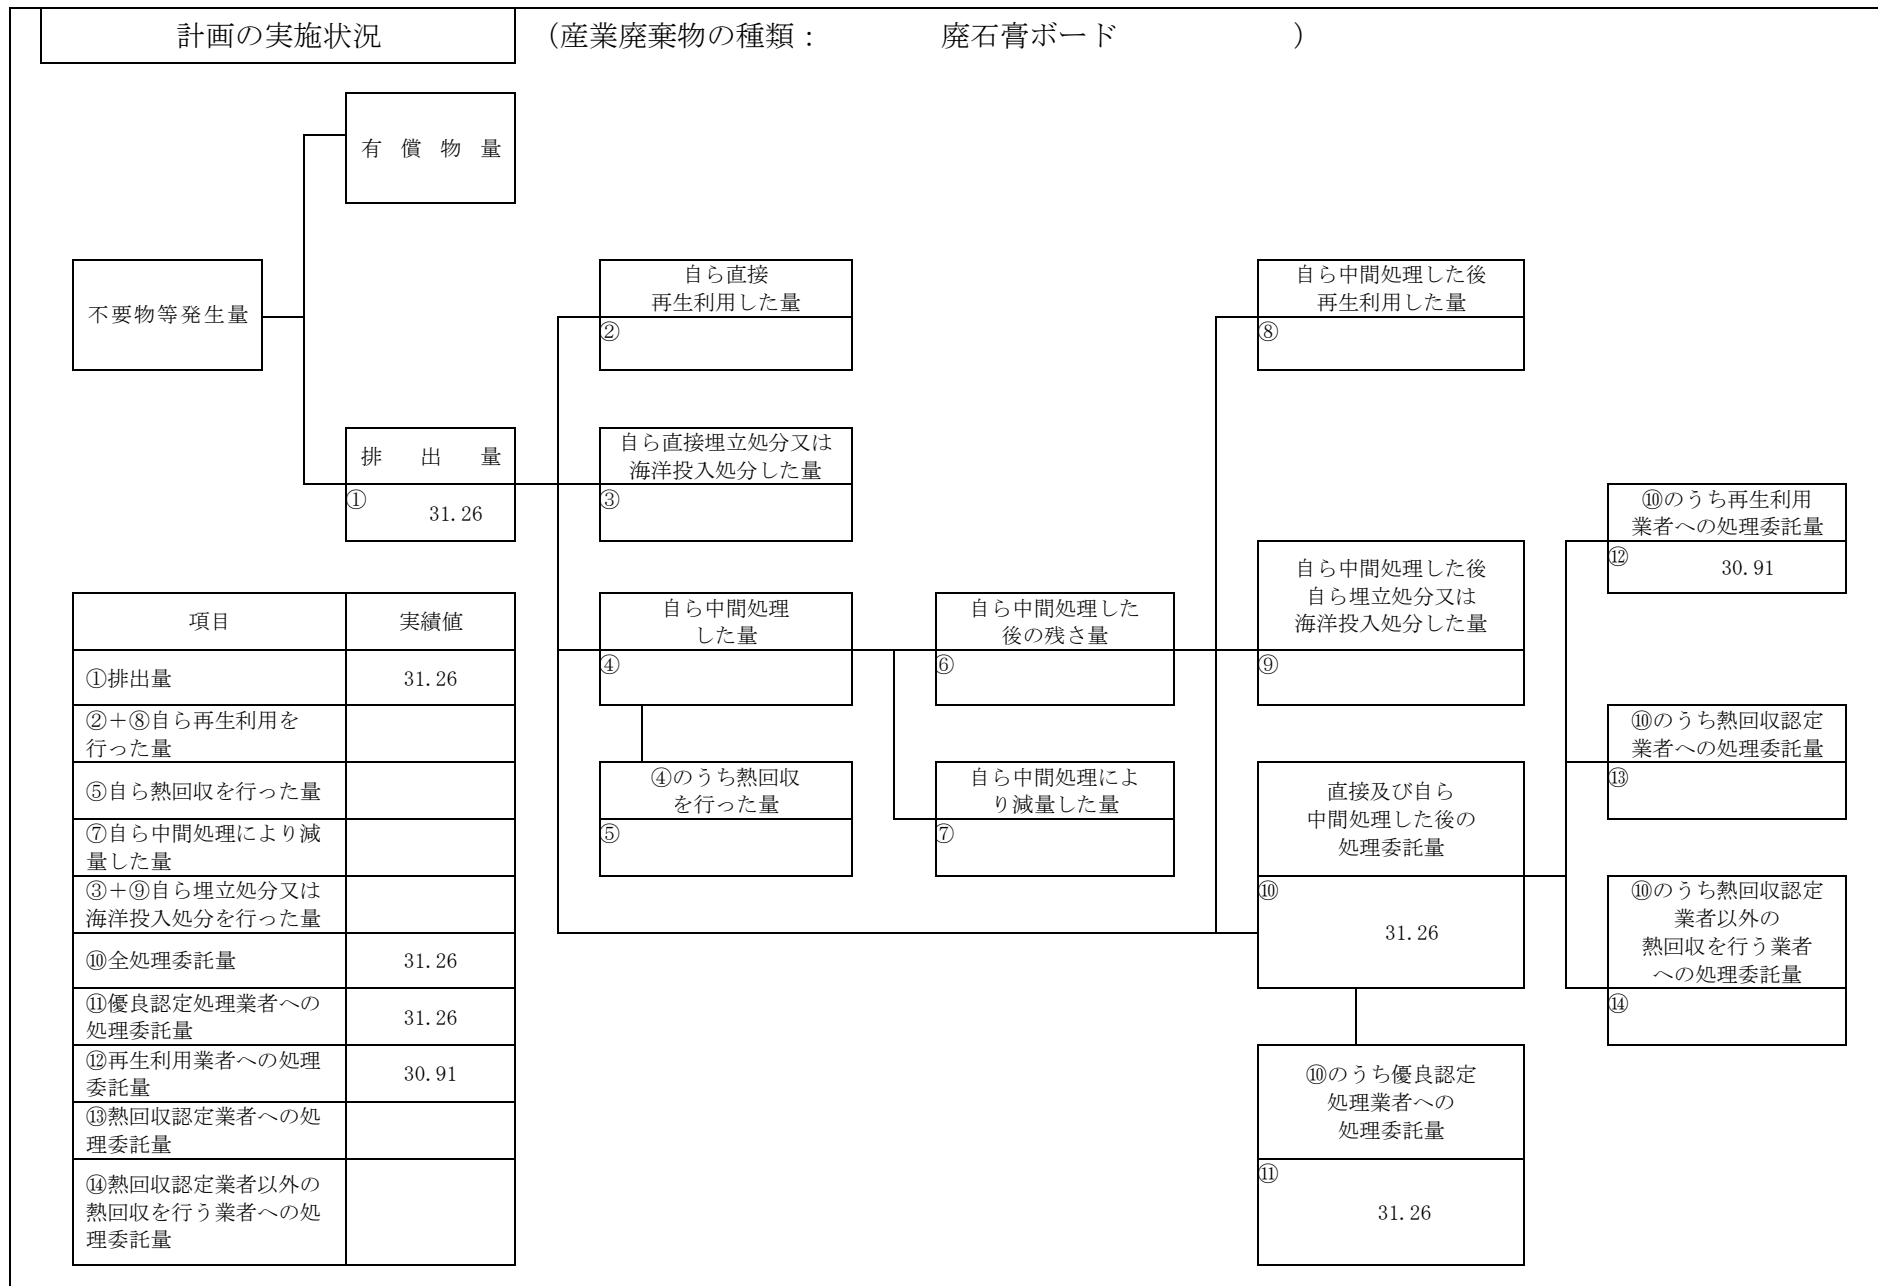 計画の実施状況
（産業廃棄物の種類： 廃石膏ボード ）
有償物量
不要物等発生量
自ら直接
再生利用した量
②
自ら中間処理した後
再生利用した量
⑧
排出量
①
31.26
自ら直接埋立処分又は
海洋投入処分した量
③
⑩のうち再生利用
業者への処理委託量
⑫
30.91
自ら中間処理した後
自ら埋立処分又は
海洋投入処分した量
⑨
自ら中間処理
した量
④
自ら中間処理した
後の残さ量
⑥
⑩のうち熱回収認定
業者への処理委託量
⑬
④のうち熱回収
を行った量
⑤
自ら中間処理によ
り減量した量
⑦
直接及び自ら
中間処理した後の
処理委託量
⑩
31.26
⑩のうち熱回収認定
業者以外の
熱回収を行う業者
への処理委託量
⑭
⑩のうち優良認定
処理業者への
処理委託量
⑪
31.26
項目 実績値
①排出量 31.26
②＋⑧自ら再生利用を
行った量
⑤自ら熱回収を行った量
⑦自ら中間処理により減
量した量
③＋⑨自ら埋立処分又は
海洋投入処分を行った量
⑩全処理委託量 31.26
⑪優良認定処理業者への
処理委託量 31.26
⑫再生利用業者への処理
委託量 30.91
⑬熱回収認定業者への処
理委託量
⑭熱回収認定業者以外の
熱回収を行う業者への処
理委託量